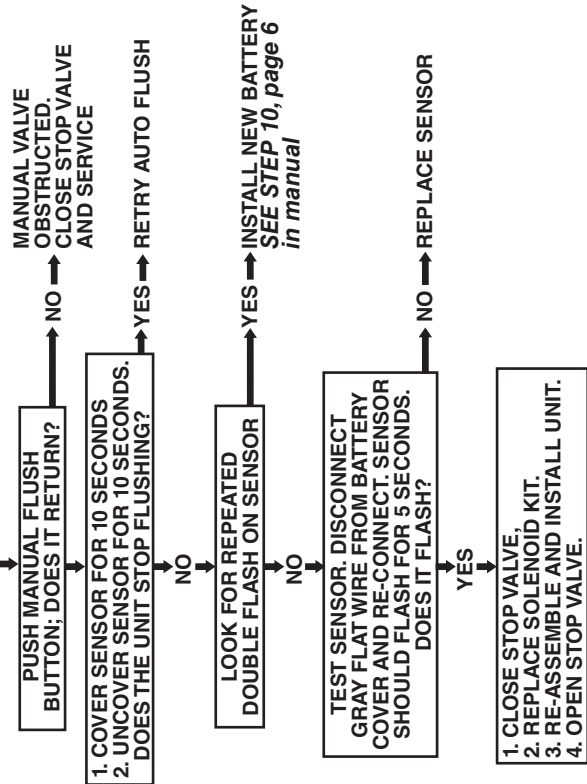 PUSH MANUAL FLUSH
BUTTON; DOES IT RETURN?
NO
MANUAL VALVE
OBSTRUCTED.
CLOSE STOP VALVE
AND SERVICE
1. COVER SENSOR FOR 10 SECONDS
2. UNCOVER SENSOR FOR 10 SECONDS.
DOES THE UNIT STOP FLUSHING?
YES
RETRY AUTO FLUSH
NO
LOOK FOR REPEATED
DOUBLE FLASH ON SENSOR
YES
INSTALL NEW BATTERY
SEE STEP 10, page 6
in manual
NO
TEST SENSOR. DISCONNECT
GRAY FLAT WIRE FROM BATTERY
COVER AND RE-CONNECT. SENSOR
SHOULD FLASH FOR 5 SECONDS.
DOES IT FLASH?
NO
REPLACE SENSOR
YES
1. CLOSE STOP VALVE,
2. REPLACE SOLENOID KIT.
3. RE-ASSEMBLE AND INSTALL UNIT.
4. OPEN STOP VALVE.